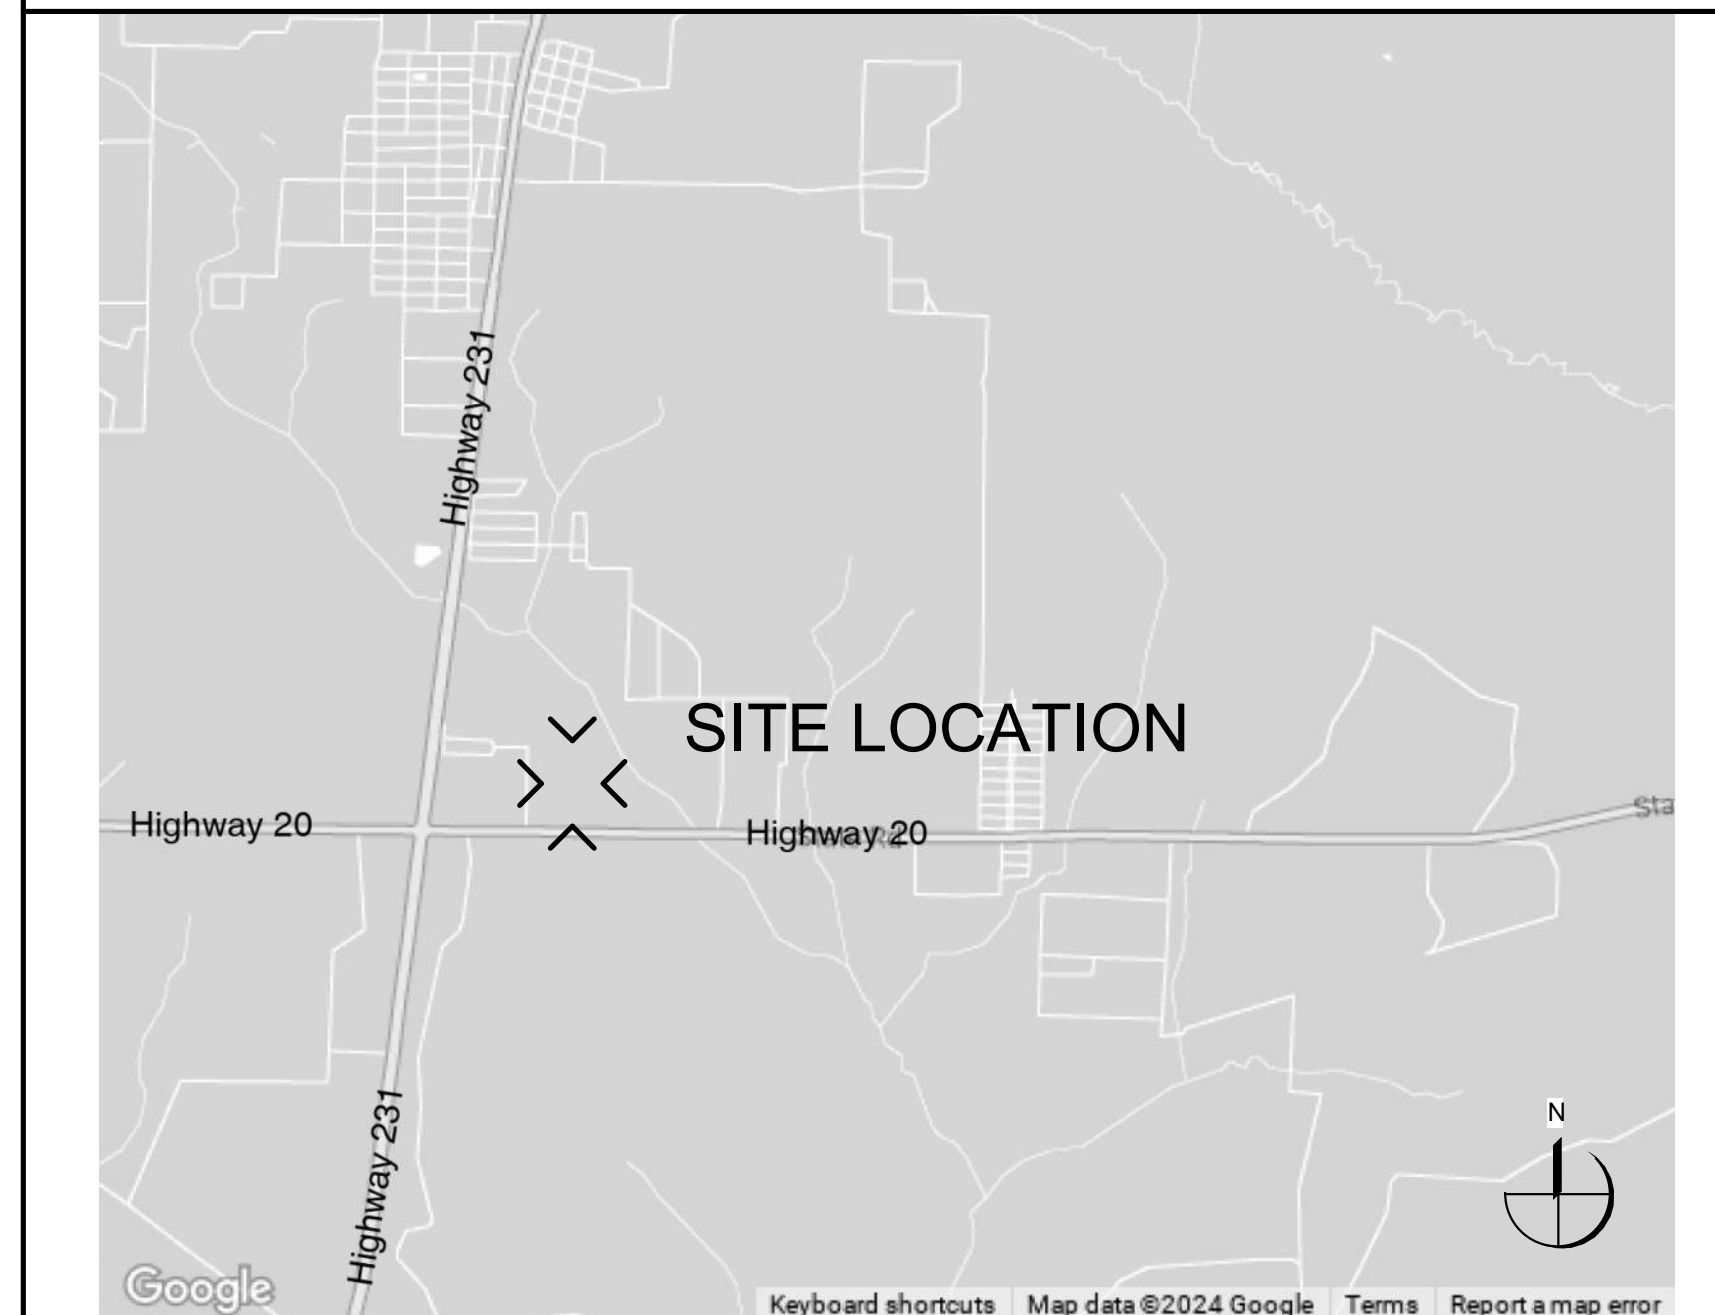 Highway 231
SITE LOCATION
Highway 20
Highway 20
Sta
Highway 231
N
Google
Keyboard shortcuts
Map data ©2024 Google
Terms
Report a map error